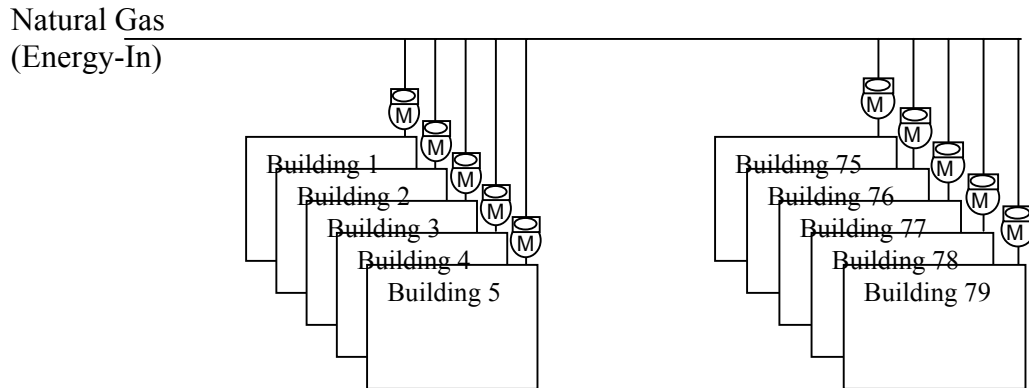 Natural Gas
(Energy-In)
M
M
M
M
M
Building 1
Building 2
Building 3
Building 4
Building 5
M
M
M
M
M
Building 75
Building 76
Building 77
Building 78
Building 79